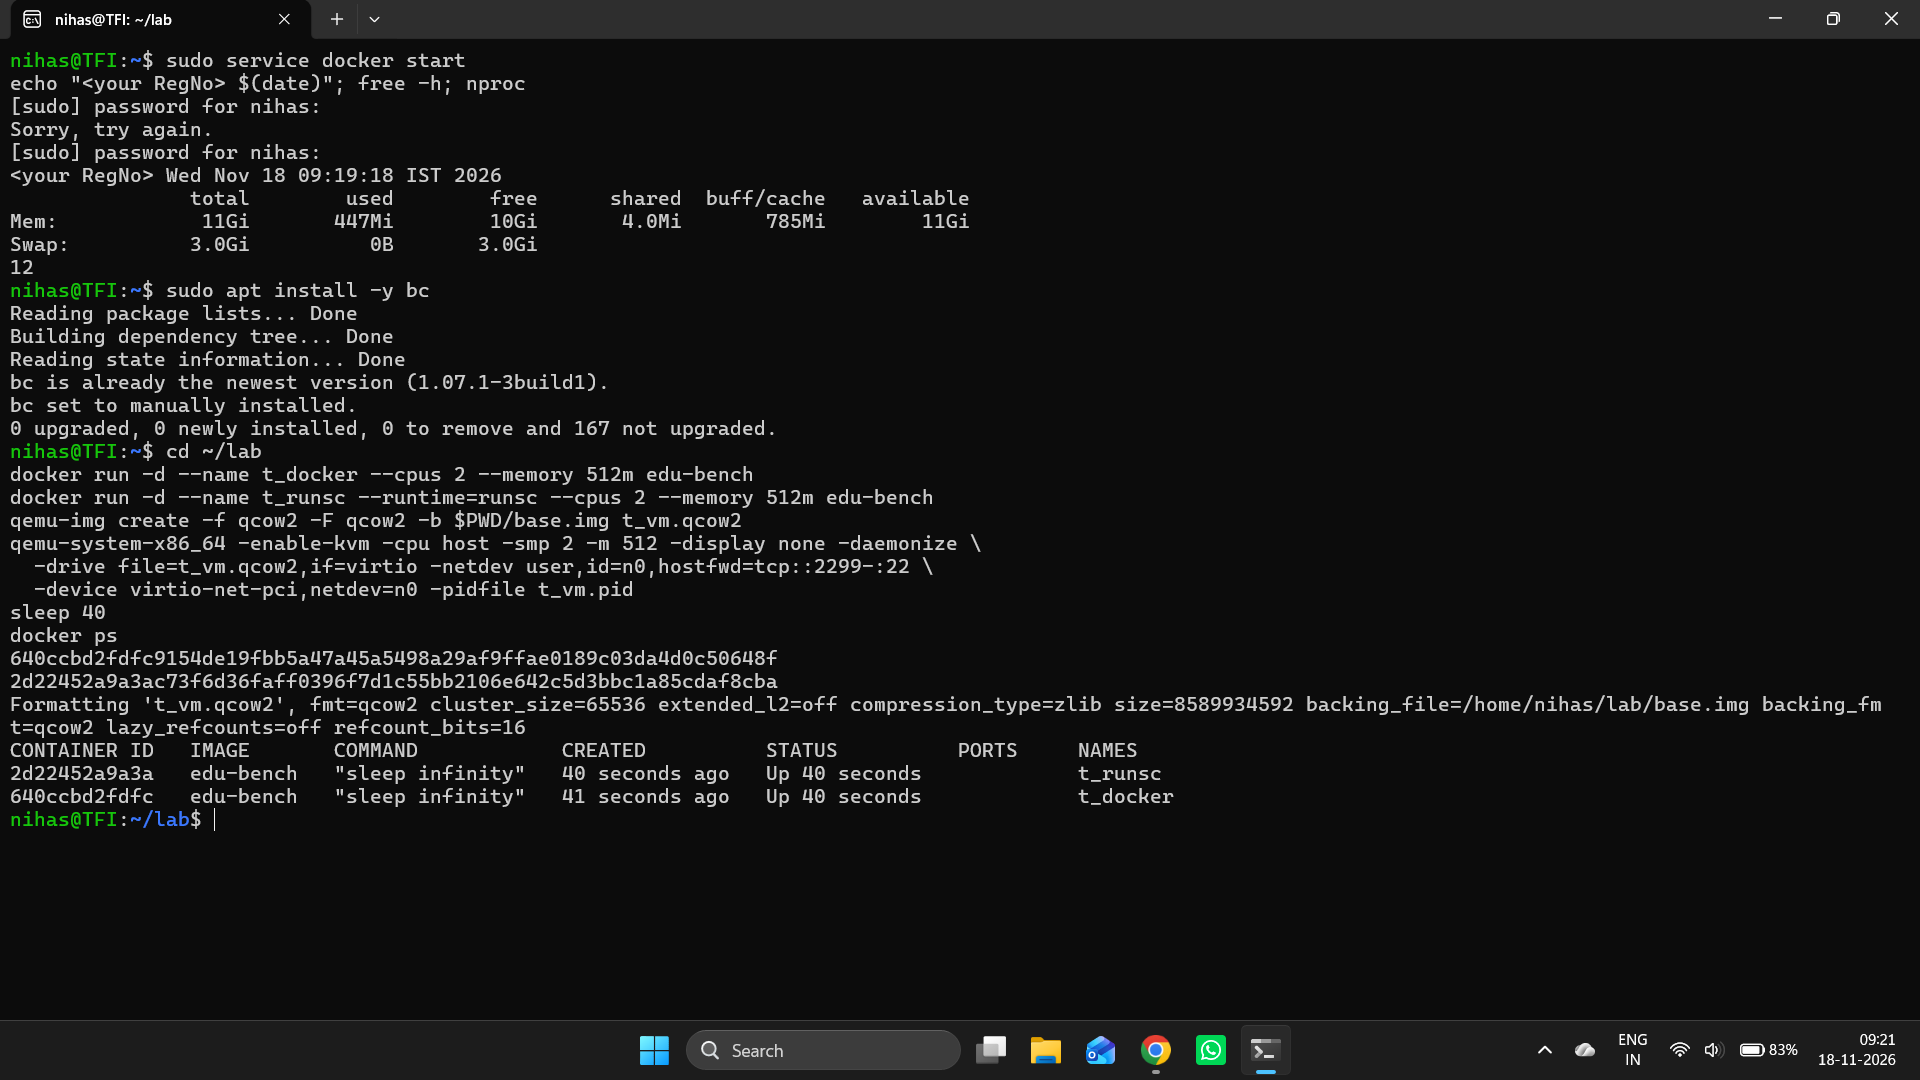 nihas@TFI: ~/lab
nihas@TFI:~$ sudo service docker start
echo "<your RegNo> $(date)"; free -h; nproc
[sudo] password for nihas:
Sorry, try again.
[sudo] password for nihas:
<your RegNo> Wed Nov 18 09:19:18 IST 2026
               total        used        free      shared  buff/cache   available
Mem:            11Gi       447Mi        10Gi       4.0Mi       785Mi        11Gi
Swap:          3.0Gi          0B       3.0Gi
12
nihas@TFI:~$ sudo apt install -y bc
Reading package lists... Done
Building dependency tree... Done
Reading state information... Done
bc is already the newest version (1.07.1-3build1).
bc set to manually installed.
0 upgraded, 0 newly installed, 0 to remove and 167 not upgraded.
nihas@TFI:~$ cd ~/lab
docker run -d --name t_docker --cpus 2 --memory 512m edu-bench
docker run -d --name t_runsc --runtime=runsc --cpus 2 --memory 512m edu-bench
qemu-img create -f qcow2 -F qcow2 -b $PWD/base.img t_vm.qcow2
qemu-system-x86_64 -enable-kvm -cpu host -smp 2 -m 512 -display none -daemonize \
  -drive file=t_vm.qcow2,if=virtio -netdev user,id=n0,hostfwd=tcp::2299-:22 \
  -device virtio-net-pci,netdev=n0 -pidfile t_vm.pid
sleep 40
docker ps
640ccbd2fdfc9154de19fbb5a47a45a5498a29af9ffae0189c03da4d0c50648f
2d22452a9a3ac73f6d36faff0396f7d1c55bb2106e642c5d3bbc1a85cdaf8cba
Formatting 't_vm.qcow2', fmt=qcow2 cluster_size=65536 extended_l2=off compression_type=zlib size=8589934592 backing_file=/home/nihas/lab/base.img backing_fm
t=qcow2 lazy_refcounts=off refcount_bits=16
CONTAINER ID   IMAGE       COMMAND            CREATED          STATUS          PORTS     NAMES
2d22452a9a3a   edu-bench   "sleep infinity"   40 seconds ago   Up 40 seconds             t_runsc
640ccbd2fdfc   edu-bench   "sleep infinity"   41 seconds ago   Up 40 seconds             t_docker
nihas@TFI:~/lab$
Search
ENG
IN
83%
09:21
18-11-2026